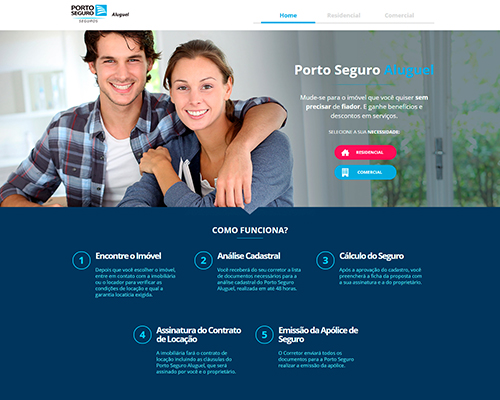 PORTO
SEGURO
SEGUROS
Aluguel
Home
Residencial
Comercial
Porto Seguro Aluguel
Mude-se para o imóvel que você quiser sem
precisar de fiador. E ganhe benefícios e
descontos em serviços.
SELECIONE A SUA NECESSIDADE:
RESIDENCIAL
COMERCIAL
COMO FUNCIONA?
1
Encontre o Imóvel
Depois que você escolher o imóvel,
entre em contato com a imobiliária
ou o locador para verificar as
condições de locação e qual a
garantia locatícia exigida.
2
Análise Cadastral
Você receberá do seu corretor a lista
de documentos necessários para a
análise cadastral do Porto Seguro
Aluguel, realizada em até 48 horas.
3
Cálculo do Seguro
Após a aprovação do cadastro, você
preencherá a ficha da proposta com
a sua assinatura e a do proprietário.
4
Assinatura do Contrato
de Locação
A imobiliária fará o contrato de
locação incluindo as cláusulas do
Porto Seguro Aluguel, que será
assinado por você e o proprietário.
5
Emissão da Apólice de
Seguro
O Corretor enviará todos os
documentos para a Porto Seguro
realizar a emissão da apólice.